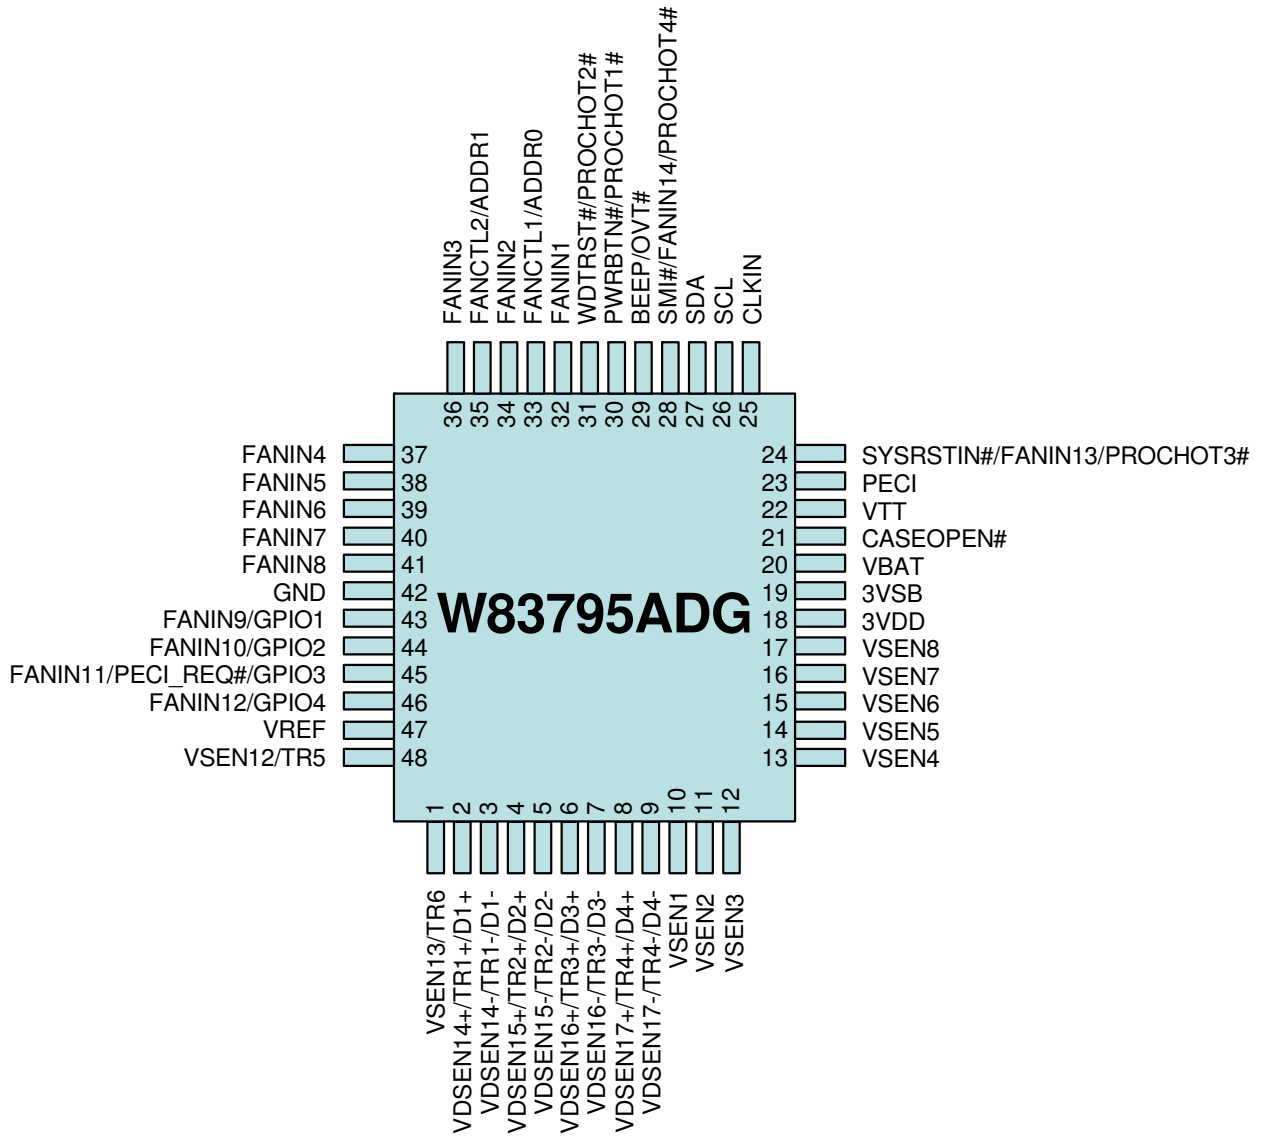 FANIN3
FANCTL2/ADDR1
FANIN2
FANCTL1/ADDR0
FANIN1
WDTRST#/PROCHOT2#
PWRBTN#/PROCHOT1#
BEEP/OVT#
SMI#/FANIN14/PROCHOT4#
SDA
SCL
CLKIN
36
35
34
33
32
31
30
29
28
27
26
25
FANIN4 37
FANIN5 38
FANIN6 39
FANIN7 40
FANIN8 41
GND 42
FANIN9/GPIO1 43
FANIN10/GPIO2 44
FANIN11/PECI_REQ#/GPIO3 45
FANIN12/GPIO4 46
VREF 47
VSEN12/TR5 48
W83795ADG
24 SYSRSTIN#/FANIN13/PROCHOT3#
23 PECI
22 VTT
21 CASEOPEN#
20 VBAT
19 3VSB
18 3VDD
17 VSEN8
16 VSEN7
15 VSEN6
14 VSEN5
13 VSEN4
1
2
3
4
5
6
7
8
9
10
11
12
VSEN13/TR6
VDSEN14+/TR1+/D1+
VDSEN14-/TR1-/D1-
VDSEN15+/TR2+/D2+
VDSEN15-/TR2-/D2-
VDSEN16+/TR3+/D3+
VDSEN16-/TR3-/D3-
VDSEN17+/TR4+/D4+
VDSEN17-/TR4-/D4-
VSEN1
VSEN2
VSEN3